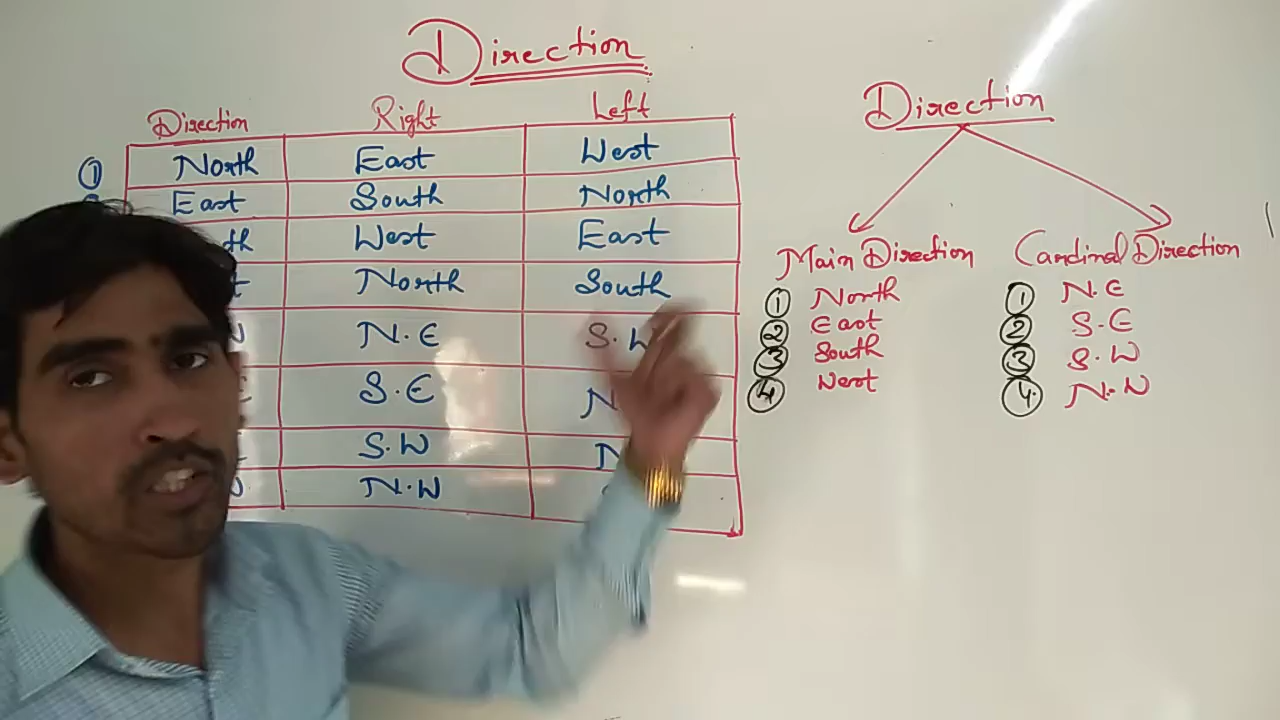 Direction
Direction Right Left
① North East West
East South North
th West East
t North South
W N.E S.W
E S.E N
W S.W N
W N.W
Direction
Main Direction
① North
② East
③ South
④ West
Cardinal Direction
① N.E
② S.E
③ S.W
④ N.W